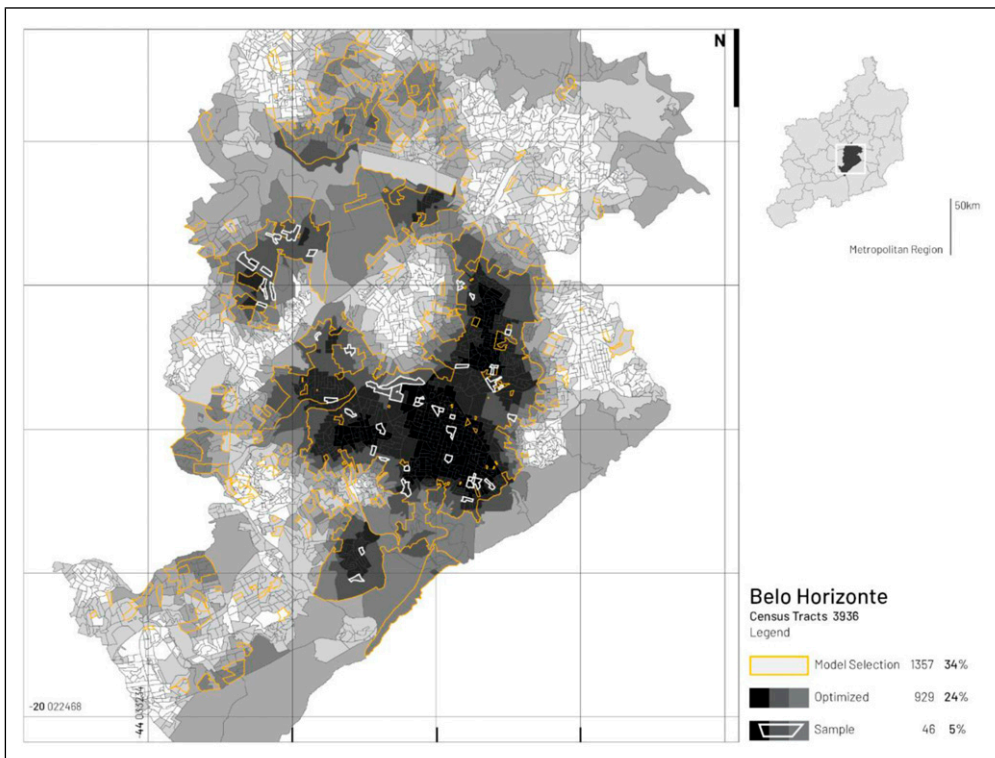 N
50km
Metropolitan Region
Belo Horizonte
Census Tracts 3936
Legend
Model Selection 1357 34%
Optimized 929 24%
Sample 46 5%
-20 022468
-44 033234